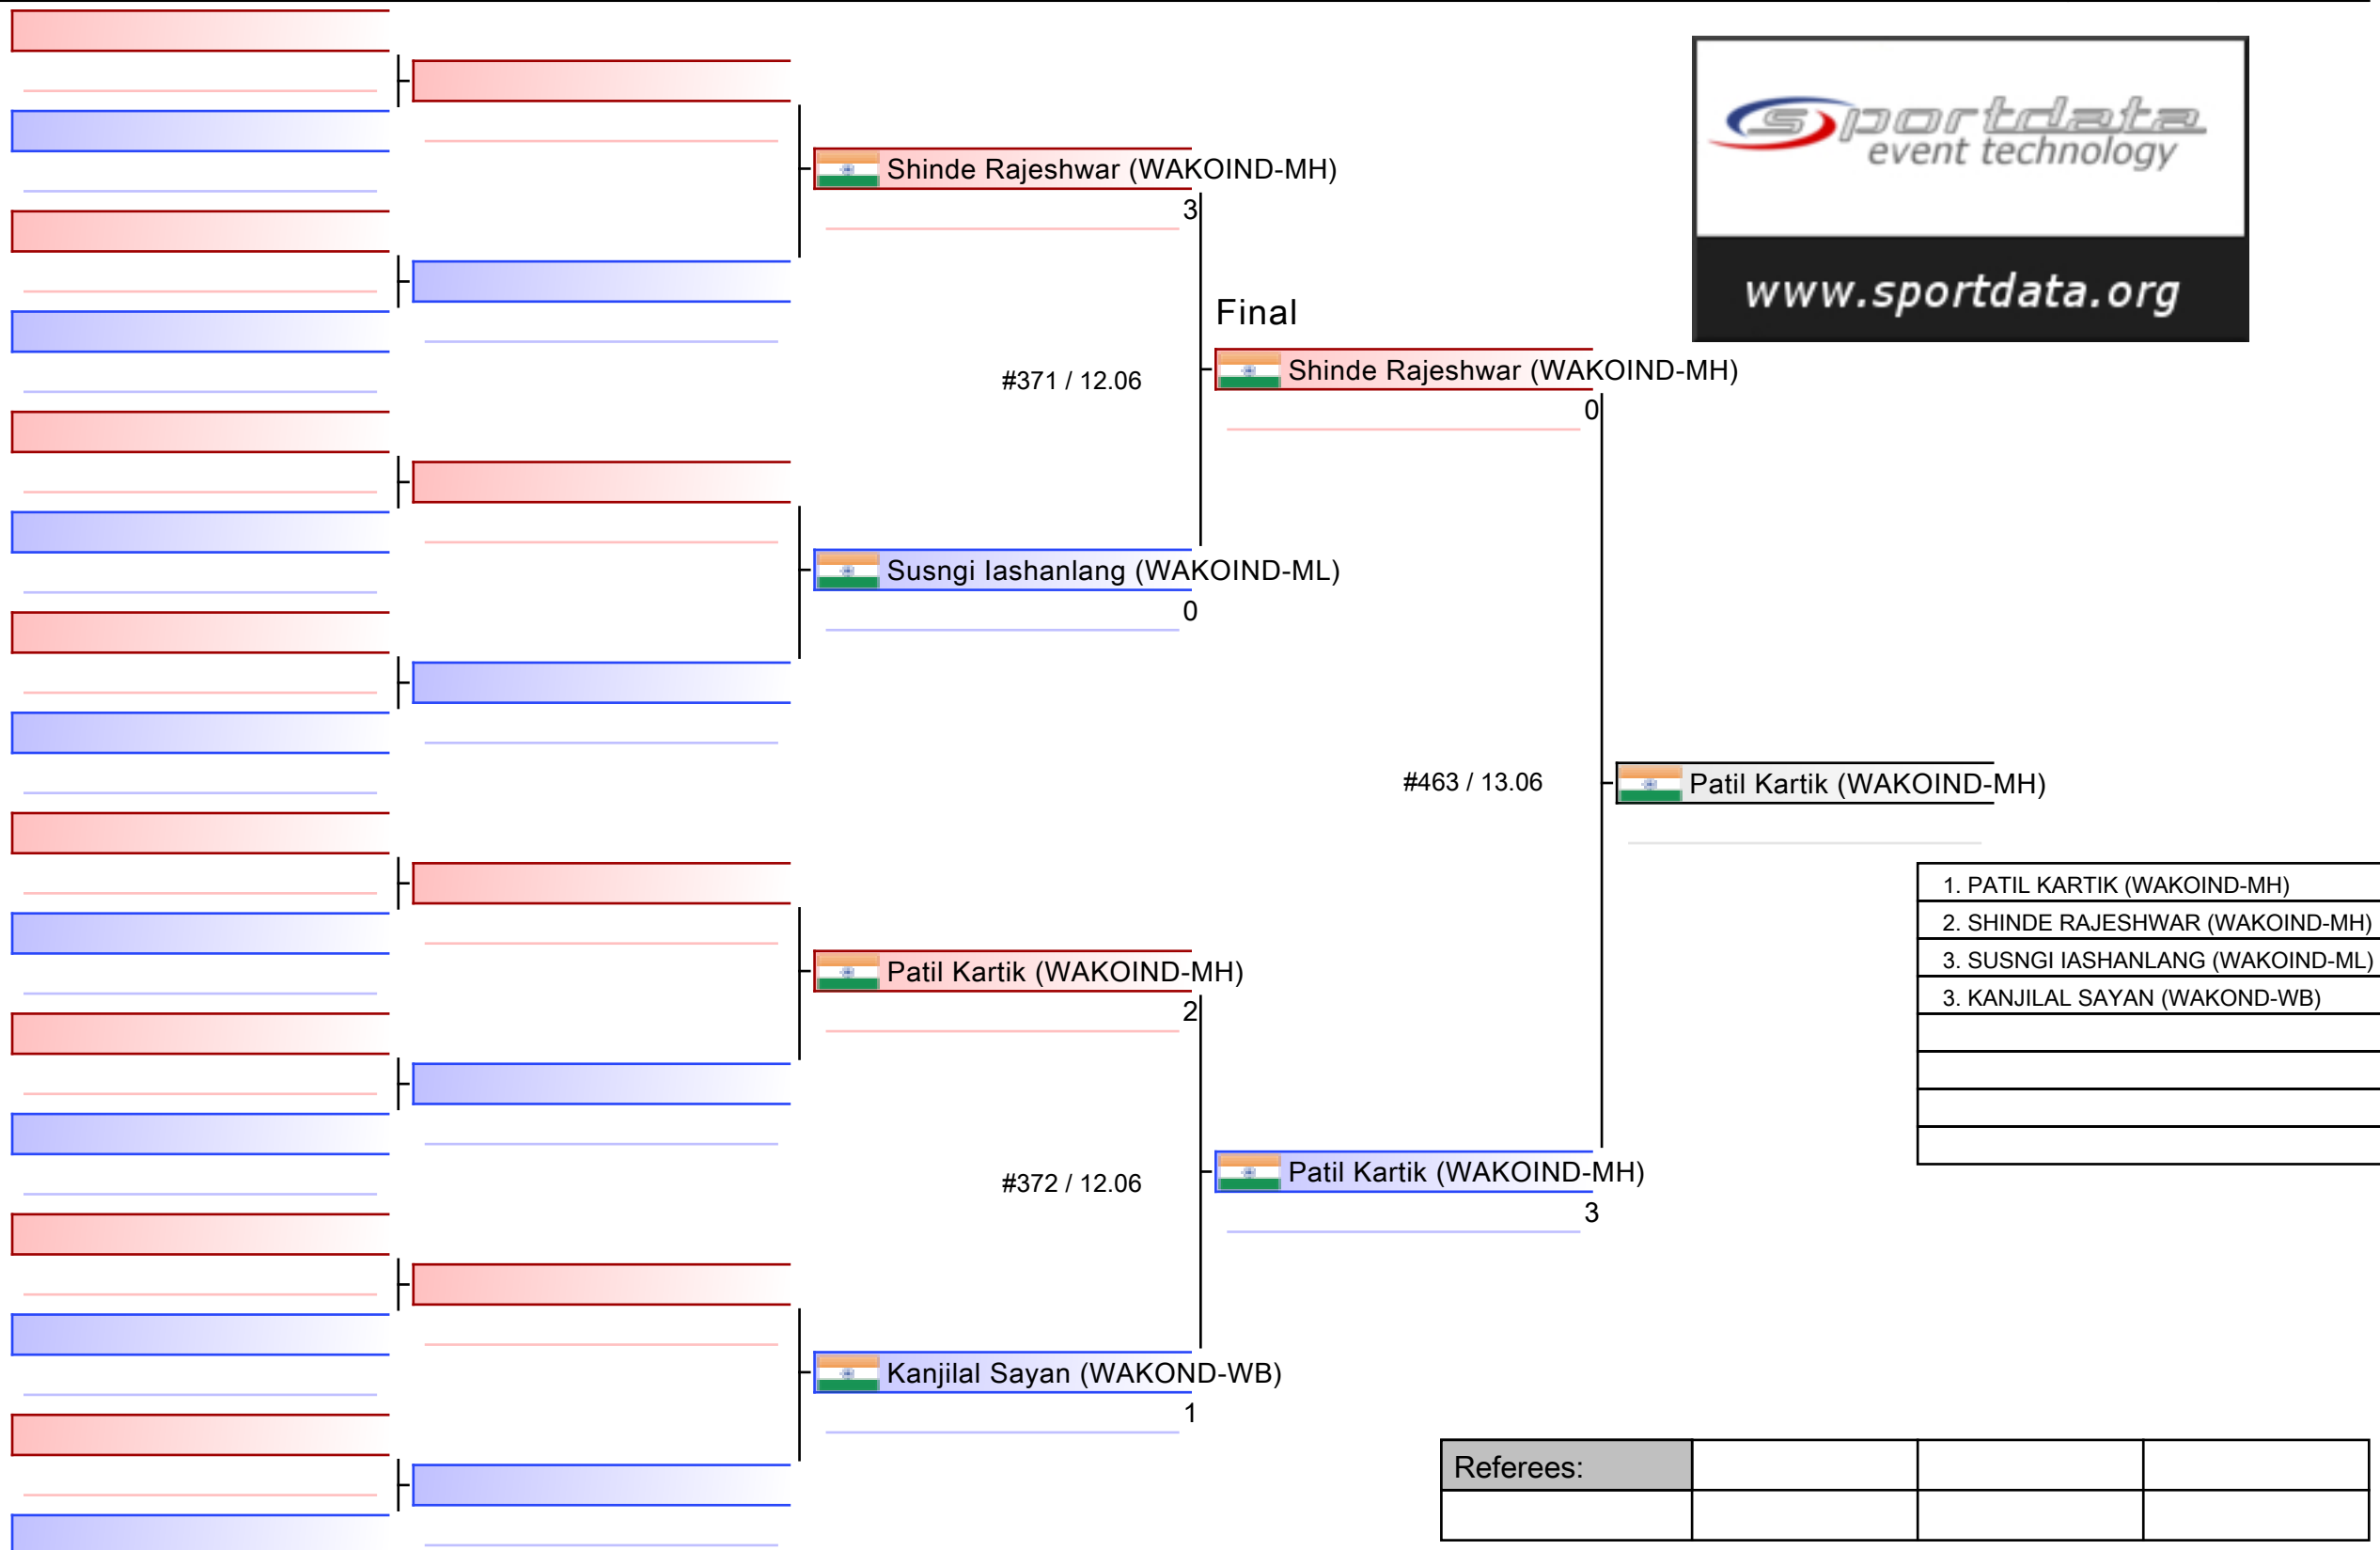 sportdata
event technology
www.sportdata.org
Shinde Rajeshwar (WAKOIND-MH)
3
Final
#371 / 12.06
Shinde Rajeshwar (WAKOIND-MH)
0
Susngi Iashanlang (WAKOIND-ML)
0
#463 / 13.06
Patil Kartik (WAKOIND-MH)
1. PATIL KARTIK (WAKOIND-MH)
2. SHINDE RAJESHWAR (WAKOIND-MH)
3. SUSNGI IASHANLANG (WAKOIND-ML)
3. KANJILAL SAYAN (WAKOND-WB)
Patil Kartik (WAKOIND-MH)
2
#372 / 12.06
Patil Kartik (WAKOIND-MH)
3
Kanjilal Sayan (WAKOND-WB)
1
Referees: